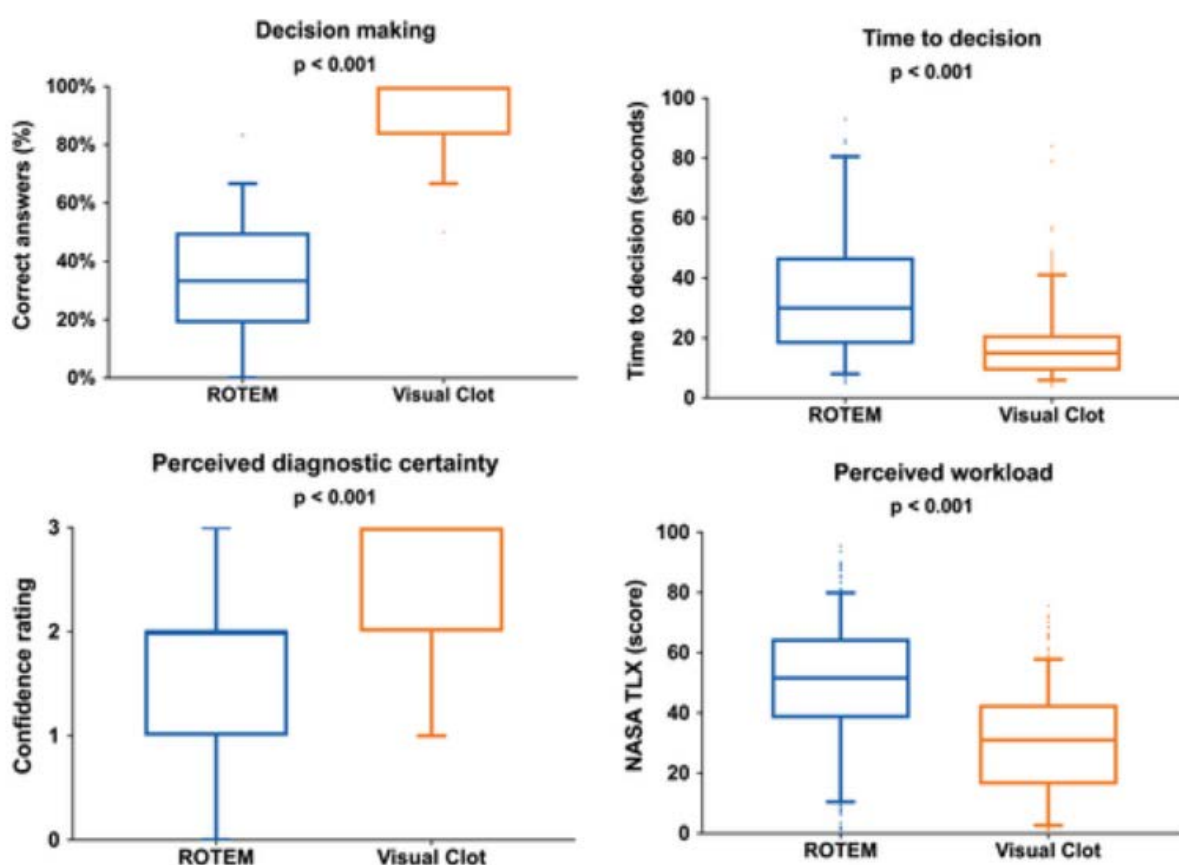 Decision making
p < 0.001
Correct answers (%)
100%
80%
60%
40%
20%
0%
ROTEM
Visual Clot
Time to decision
p < 0.001
Time to decision (seconds)
100
80
60
40
20
0
ROTEM
Visual Clot
Perceived diagnostic certainty
p < 0.001
Confidence rating
3
2
1
0
ROTEM
Visual Clot
Perceived workload
p < 0.001
NASA TLX (score)
100
80
60
40
20
0
ROTEM
Visual Clot